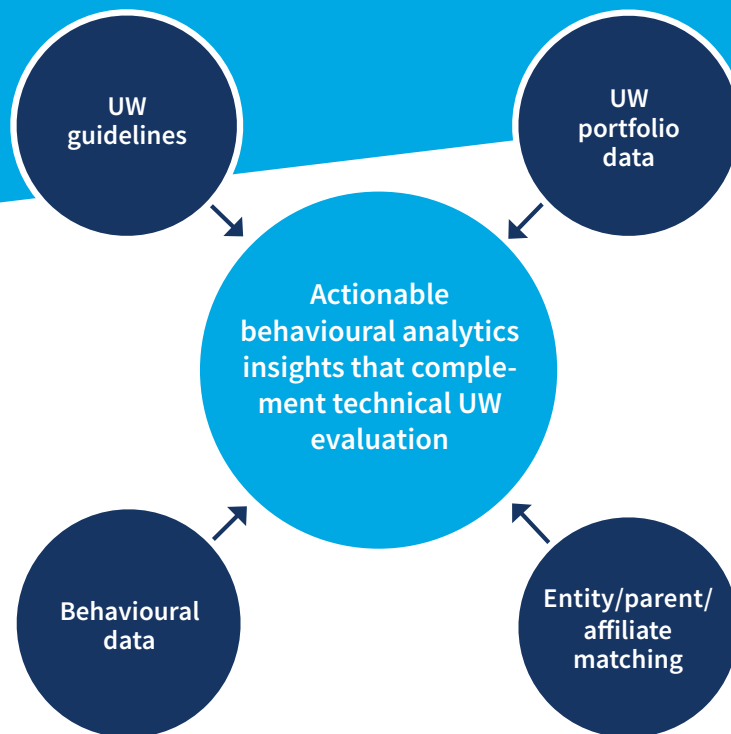 UW
guidelines
UW
portfolio
data
Actionable
behavioural analytics
insights that comple-
ment technical UW
evaluation
Behavioural
data
Entity/parent/
affiliate
matching